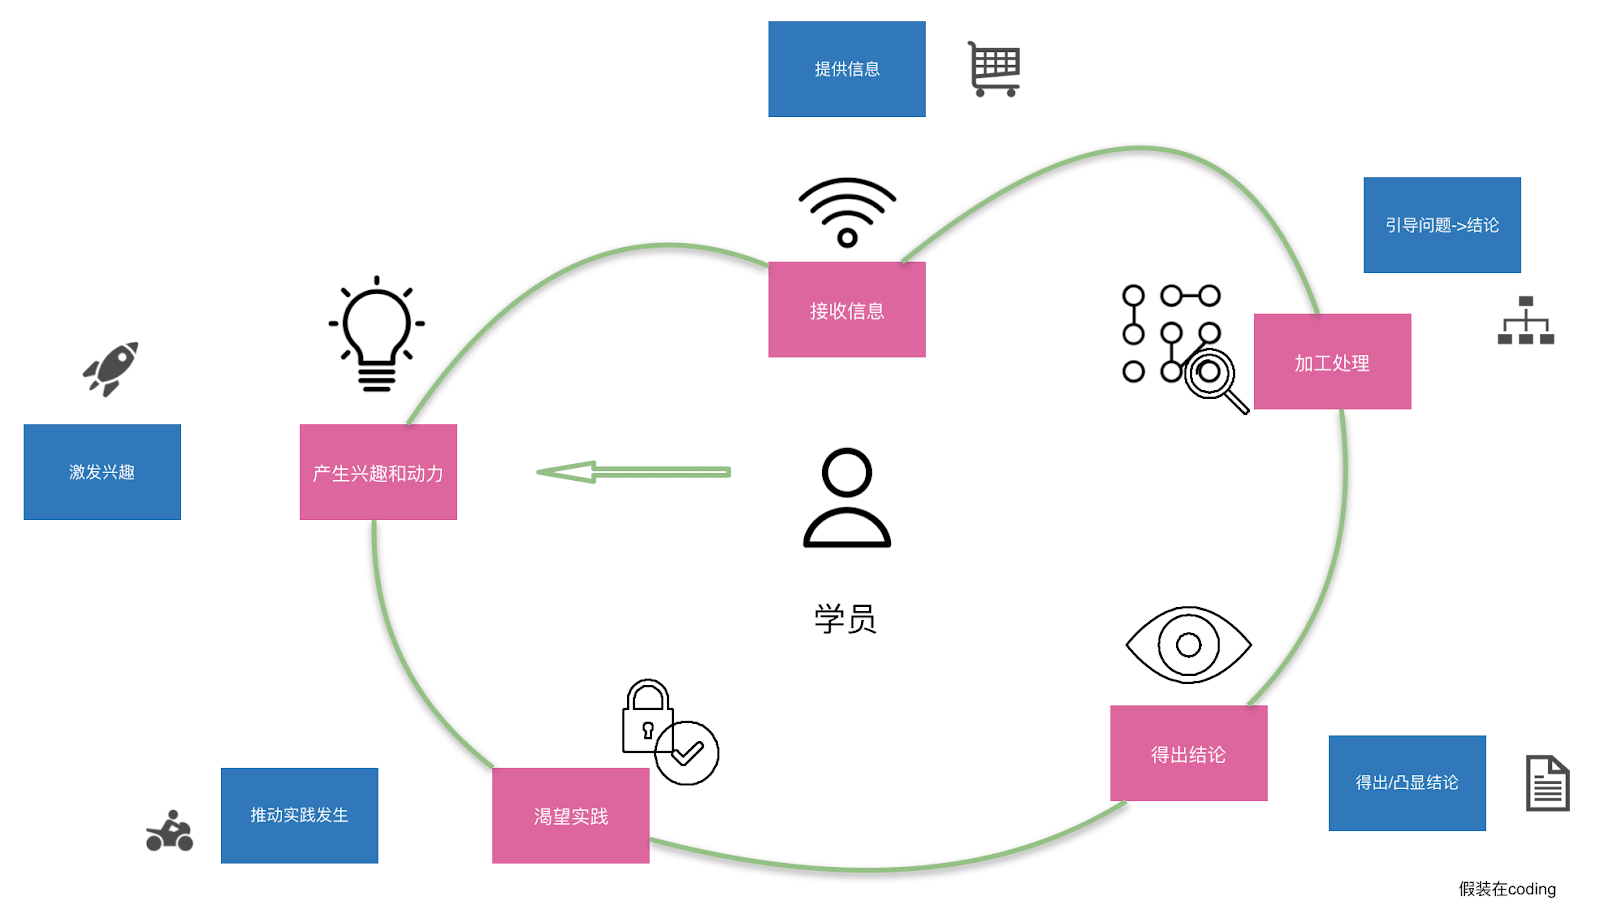 提供信息
引导问题->结论
接收信息
加工处理
激发兴趣
产生兴趣和动力
学员
得出结论
得出/凸显结论
推动实践发生
渴望实践
假装在coding